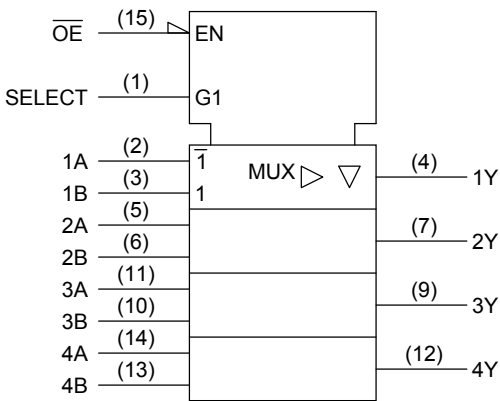 O̅E̅ (15) EN
SELECT (1) G1
1A (2) 1̅ MUX (4) 1Y
1B (3) 1
2A (5) (7) 2Y
2B (6)
3A (11) (9) 3Y
3B (10)
4A (14) (12) 4Y
4B (13)